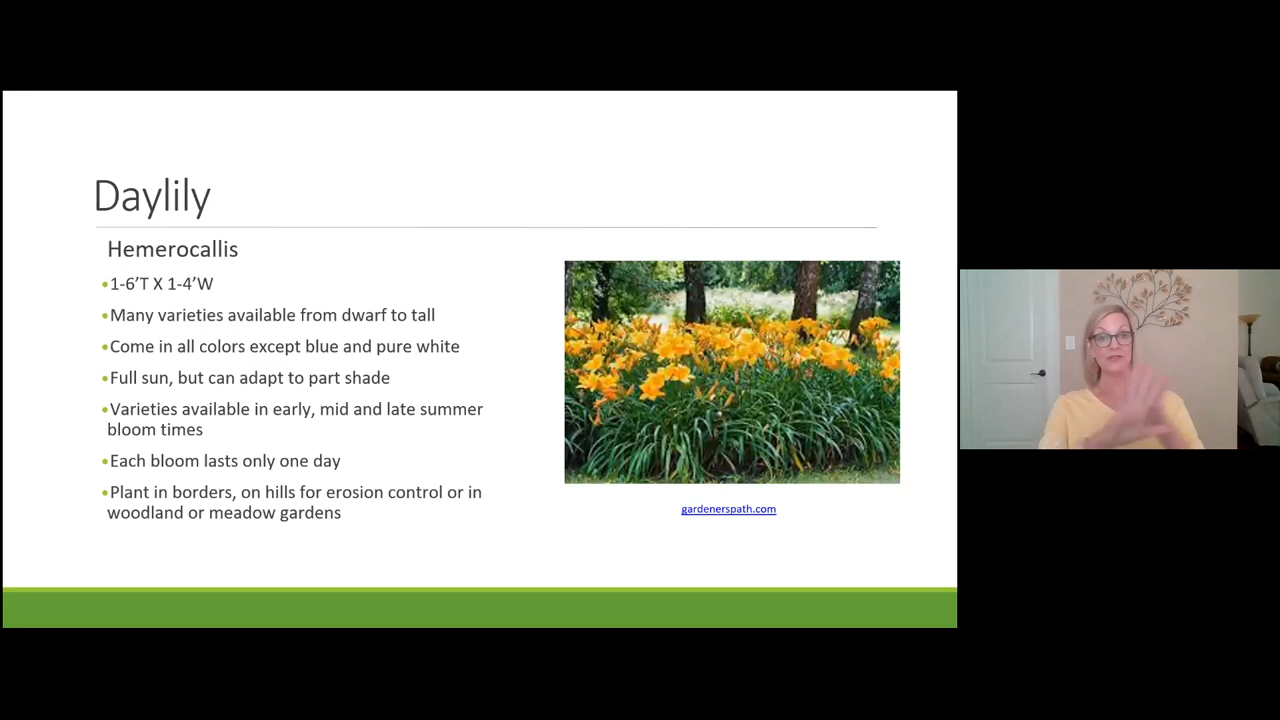 Daylily
Hemerocallis
•1-6’T X 1-4’W
•Many varieties available from dwarf to tall
•Come in all colors except blue and pure white
•Full sun, but can adapt to part shade
•Varieties available in early, mid and late summer
bloom times
•Each bloom lasts only one day
•Plant in borders, on hills for erosion control or in
woodland or meadow gardens
gardenerspath.com